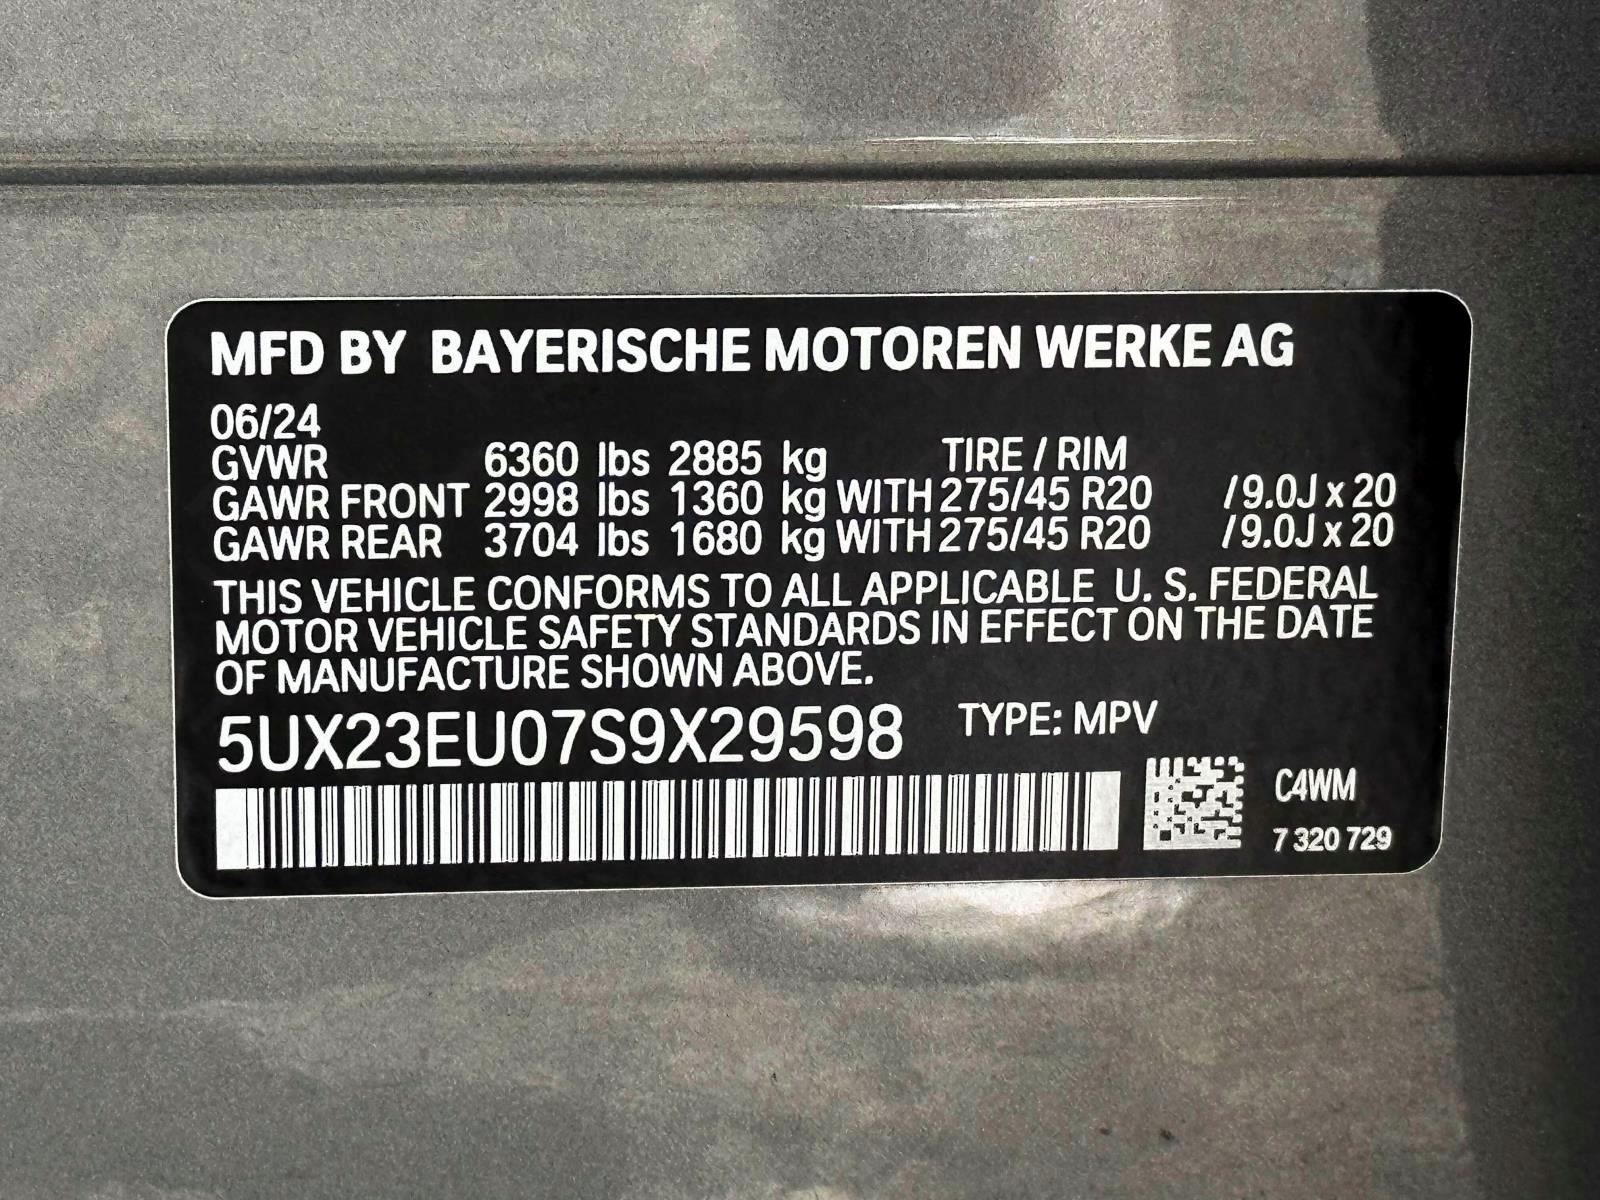 MFD BY BAYERISCHE MOTOREN WERKE AG
06/24
GVWR 6360 lbs 2885 kg TIRE / RIM
GAWR FRONT 2998 lbs 1360 kg WITH 275/45 R20 /9.0J x 20
GAWR REAR 3704 lbs 1680 kg WITH 275/45 R20 /9.0J x 20
THIS VEHICLE CONFORMS TO ALL APPLICABLE U. S. FEDERAL
MOTOR VEHICLE SAFETY STANDARDS IN EFFECT ON THE DATE
OF MANUFACTURE SHOWN ABOVE.
5UX23EU07S9X29598 TYPE: MPV
C4WM
7 320 729